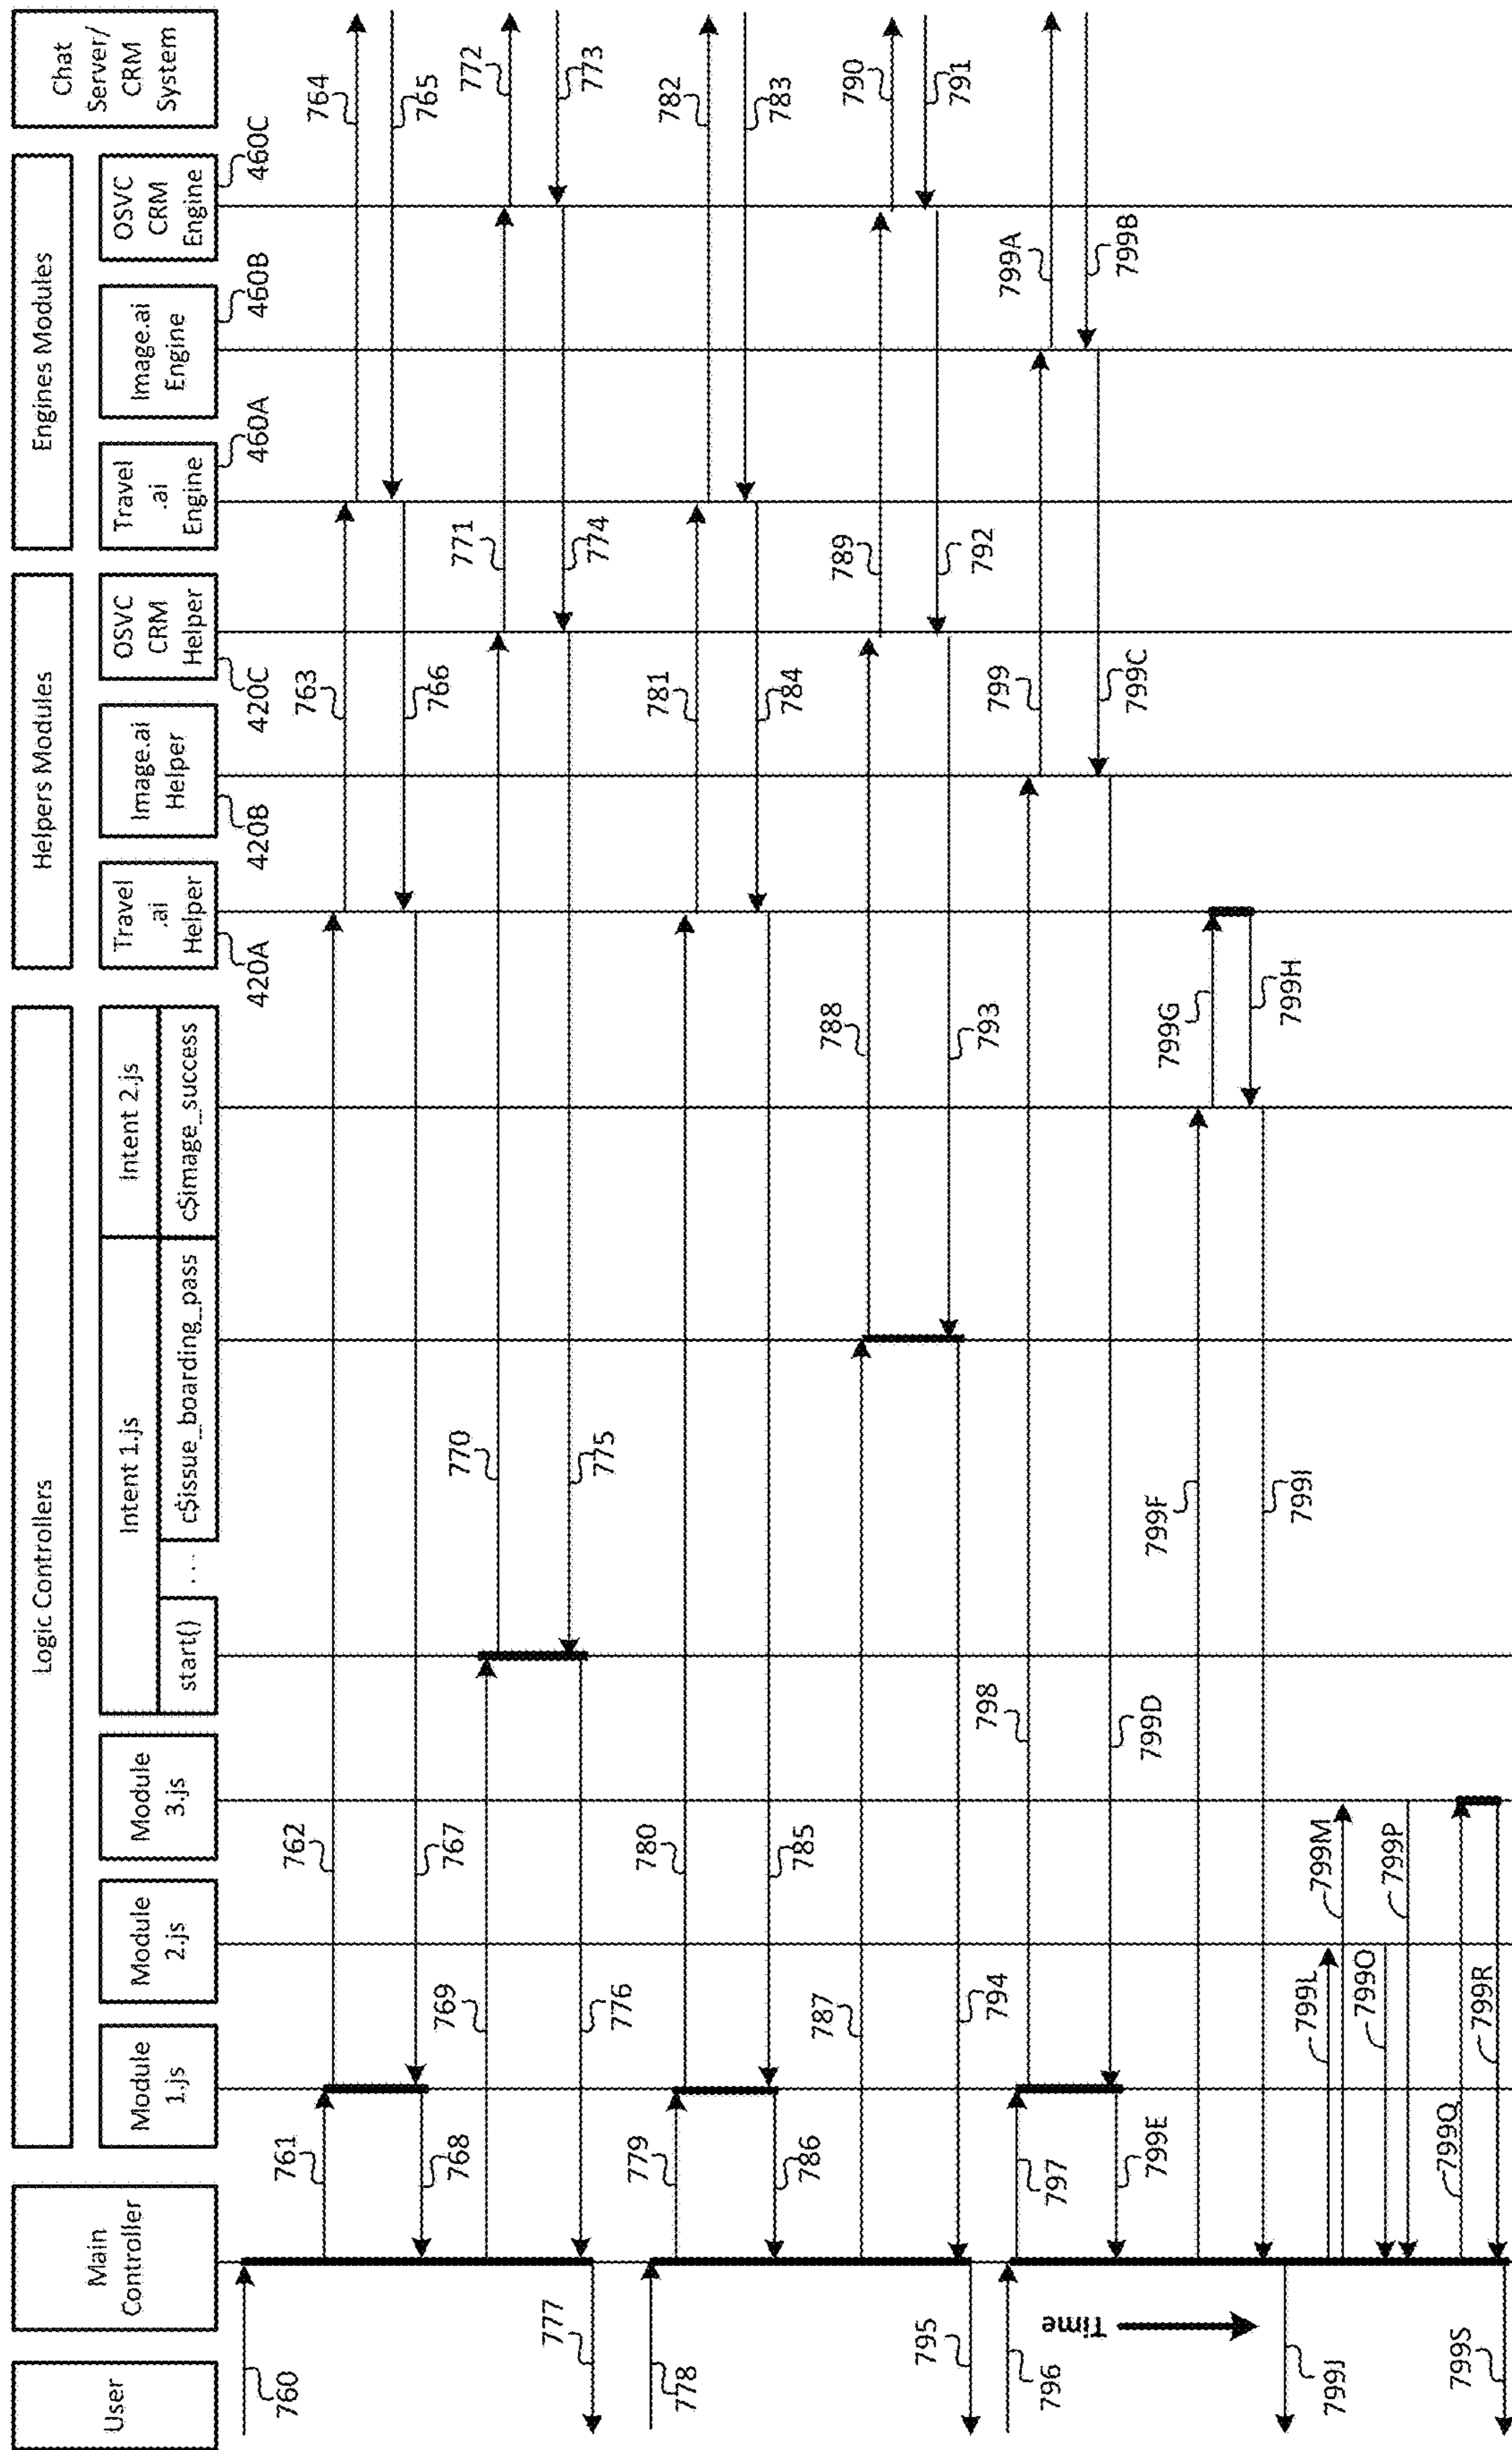 User
Main
Controller
Logic Controllers
Module
1.js
Module
2.js
Module
3.js
Intent 1.js
start()
...
c$issue_boarding_pass
Intent 2.js
c$image_success
Helpers Modules
Travel
.ai
Helper
420A
Image.ai
Helper
420B
OSVC
CRM
Helper
420C
Engines Modules
Travel
.ai
Engine
460A
Image.ai
Engine
460B
OSVC
CRM
Engine
460C
Chat
Server/
CRM
System
760
761
762
763
764
765
766
767
768
769
770
771
772
773
774
775
776
777
778
779
780
781
782
783
784
785
786
787
788
789
790
791
792
793
794
795
796
797
798
799
799A
799B
799C
799D
799E
799F
799G
799H
799I
799J
799L
799M
799O
799P
799Q
799R
799S
Time